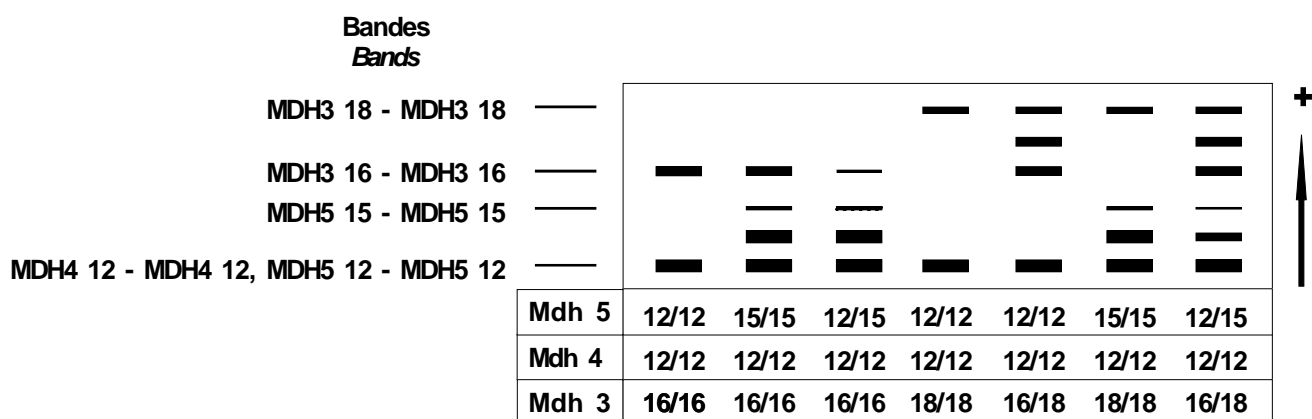 Bandes
Bands
MDH3 18 - MDH3 18
+
MDH3 16 - MDH3 16
MDH5 15 - MDH5 15
MDH4 12 - MDH4 12, MDH5 12 - MDH5 12
Mdh 5 12/12 15/15 12/15 12/12 12/12 15/15 12/15
Mdh 4 12/12 12/12 12/12 12/12 12/12 12/12 12/12
Mdh 3 16/16 16/16 16/16 18/18 16/18 18/18 16/18